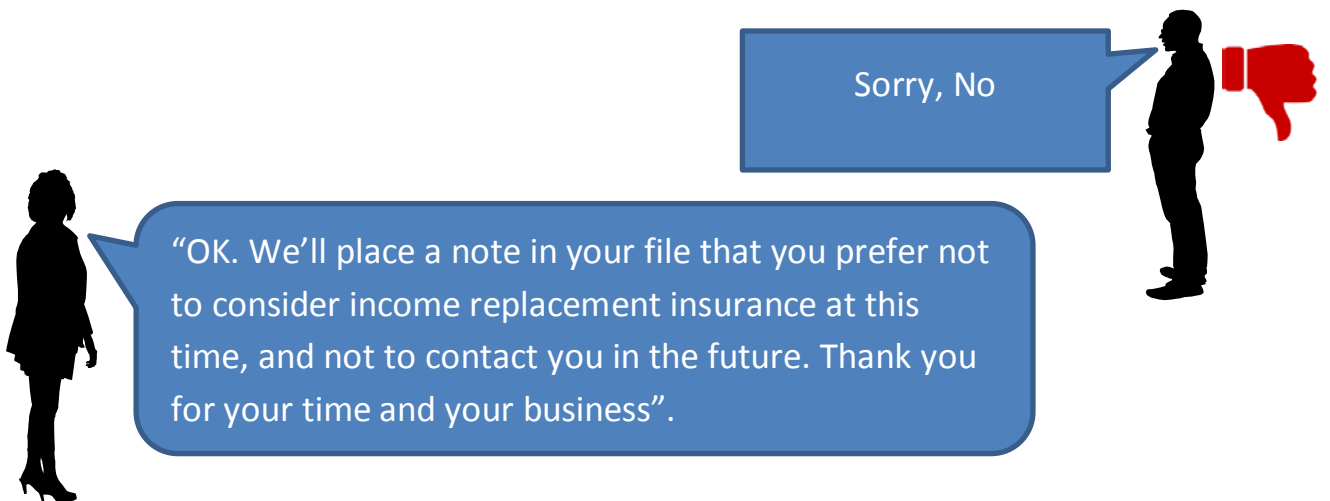 Sorry, No
“OK. We’ll place a note in your file that you prefer not
to consider income replacement insurance at this
time, and not to contact you in the future. Thank you
for your time and your business”.